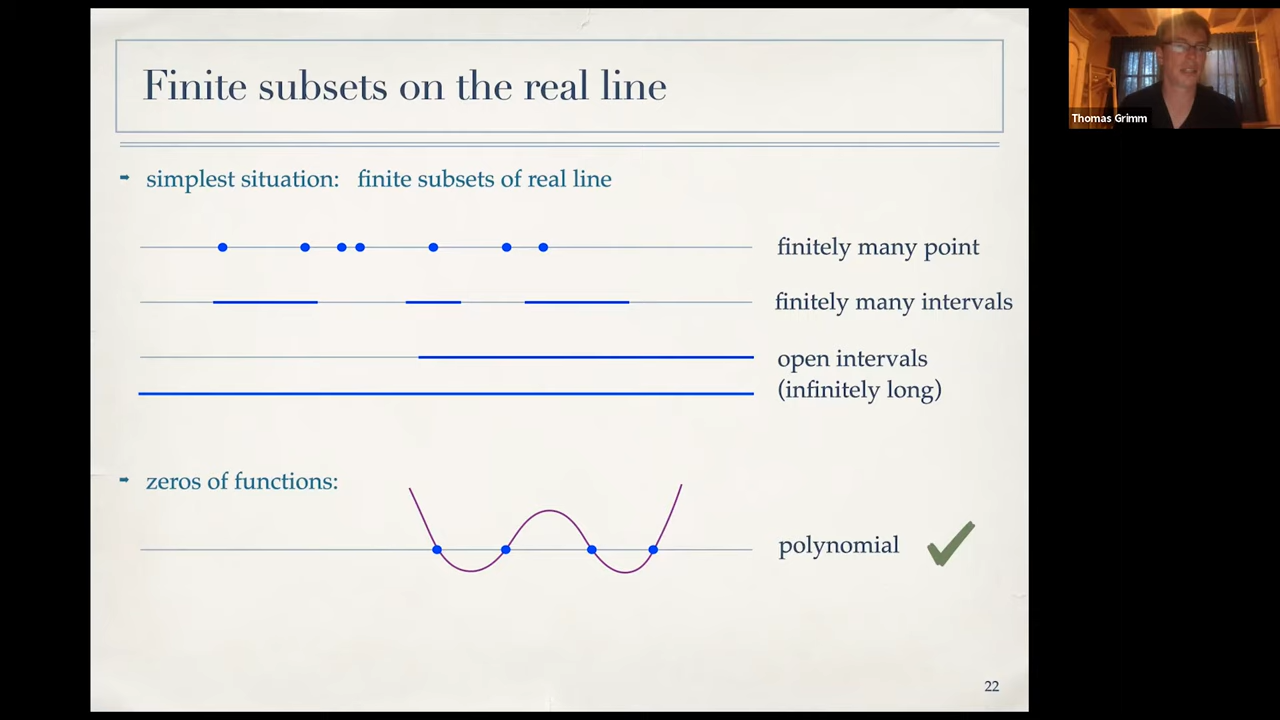 Finite subsets on the real line
simplest situation: finite subsets of real line
finitely many point
finitely many intervals
open intervals
(infinitely long)
zeros of functions:
polynomial
22
Thomas Grimm